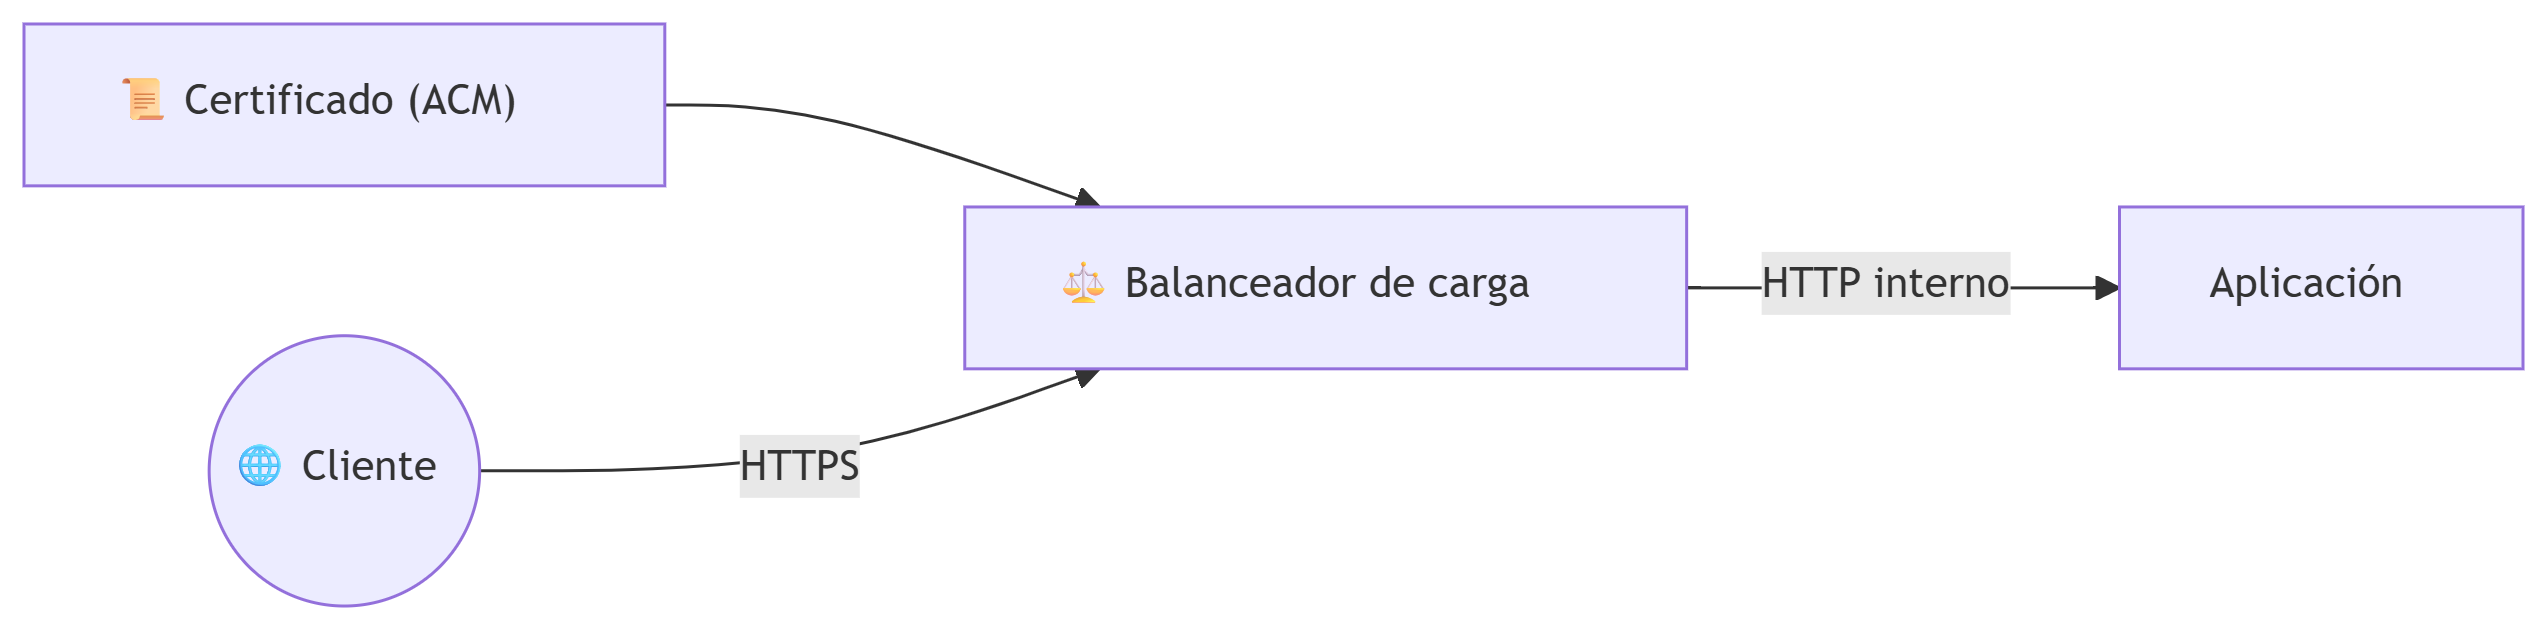 📜 Certificado (ACM)
⚖️ Balanceador de carga
HTTP interno
Aplicación
🌐 Cliente
HTTPS